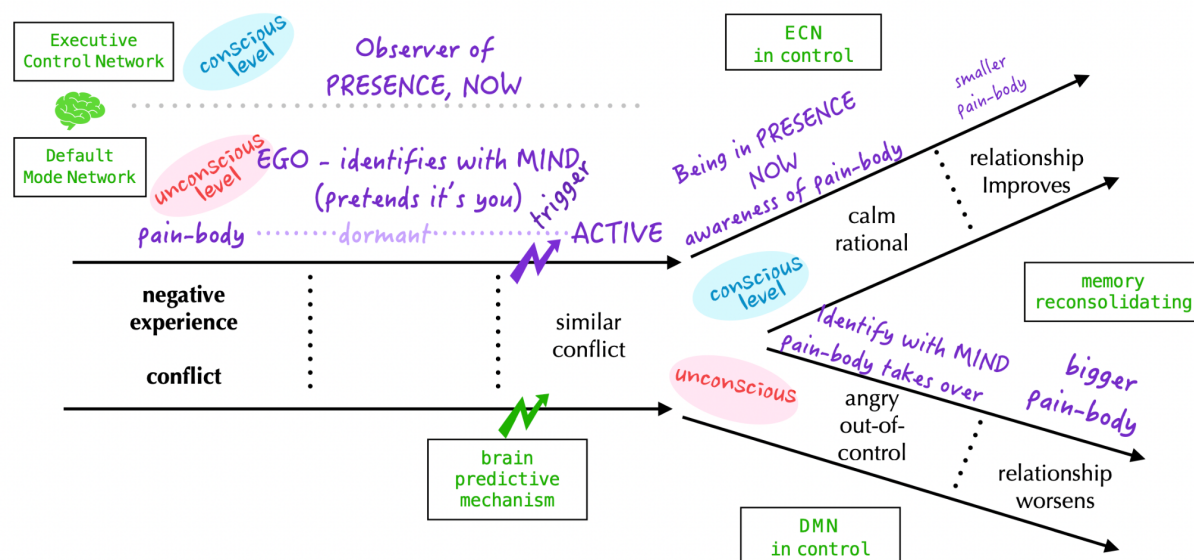 Executive
Control Network
conscious
level
Observer of
PRESENCE, NOW
Default
Mode Network
unconscious
level
EGO - identifies with MIND
(pretends it's you)
trigger
pain-body
dormant
ACTIVE
negative
experience
conflict
similar
conflict
brain
predictive
mechanism
ECN
in control
smaller
pain-body
Being in PRESENCE
NOW
awareness of pain-body
relationship
Improves
calm
rational
conscious
level
memory
reconsolidating
Identify with MIND
pain-body takes over
bigger
pain-body
unconscious
angry
out-of-
control
relationship
worsens
DMN
in control